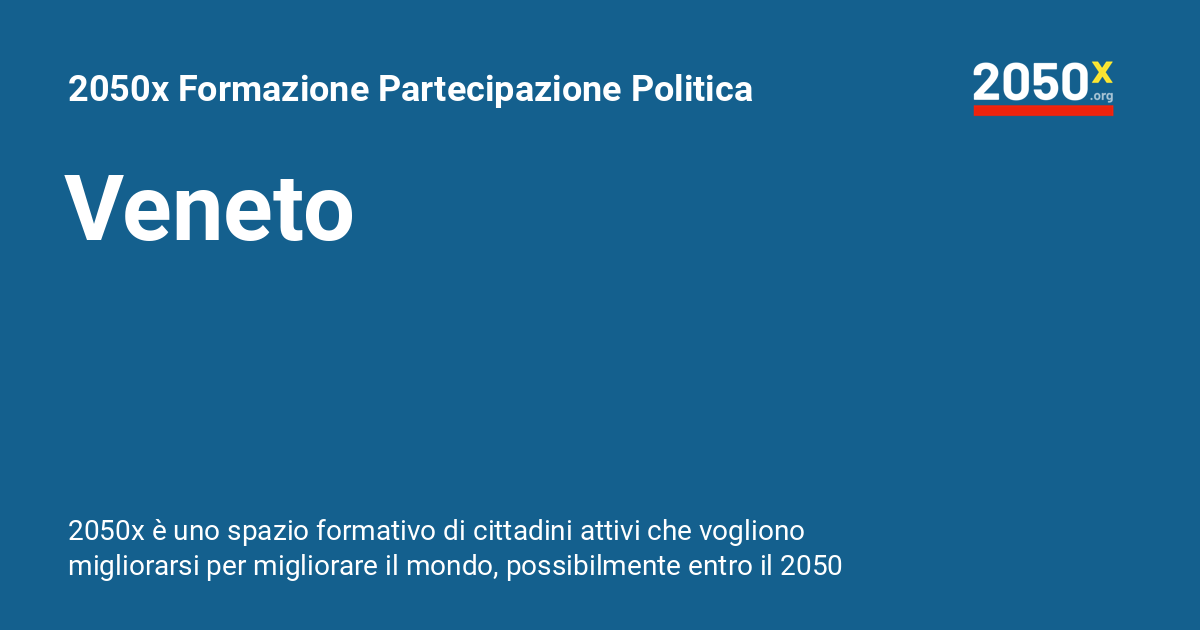 2050x Formazione Partecipazione Politica
2050x
.org
Veneto
2050x è uno spazio formativo di cittadini attivi che vogliono
migliorarsi per migliorare il mondo, possibilmente entro il 2050